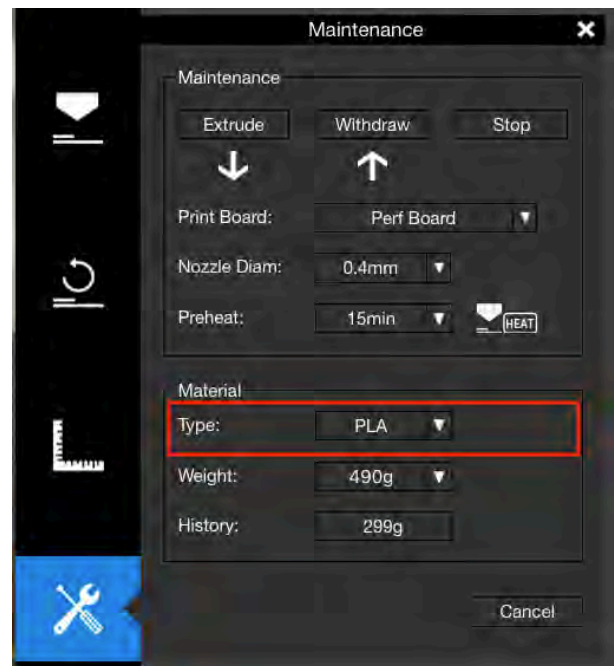 Maintenance
Maintenance
Extrude Withdraw Stop
Print Board: Perf Board
Nozzle Diam: 0.4mm
Preheat: 15min HEAT
Material
Type: PLA
Weight: 490g
History: 299g
Cancel